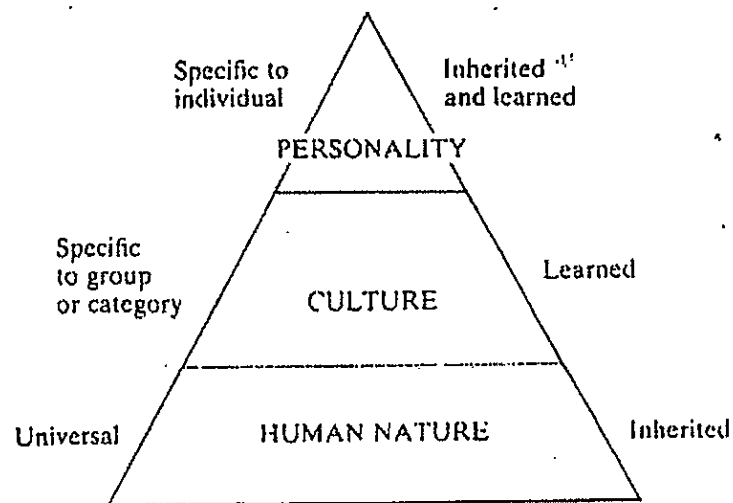 Specific to
individual
Inherited
and learned
PERSONALITY
Specific
to group
or category
CULTURE
Learned
Universal
HUMAN NATURE
Inherited